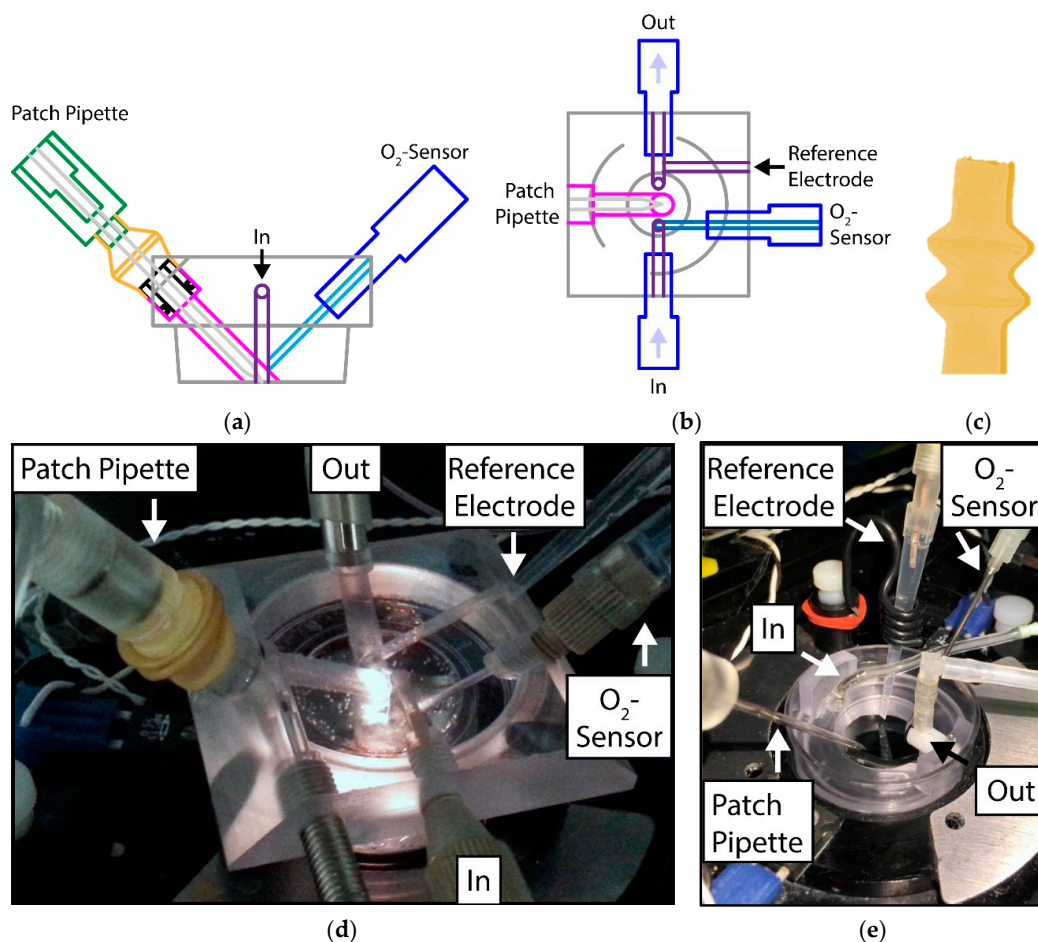 Patch Pipette
O2-Sensor
In
(a)
Out
Reference
Electrode
Patch
Pipette
O2-
Sensor
In
(b)
(c)
Patch Pipette
Out
Reference
Electrode
O2-
Sensor
In
(d)
Reference
Electrode
O2-
Sensor
In
Out
Patch
Pipette
(e)